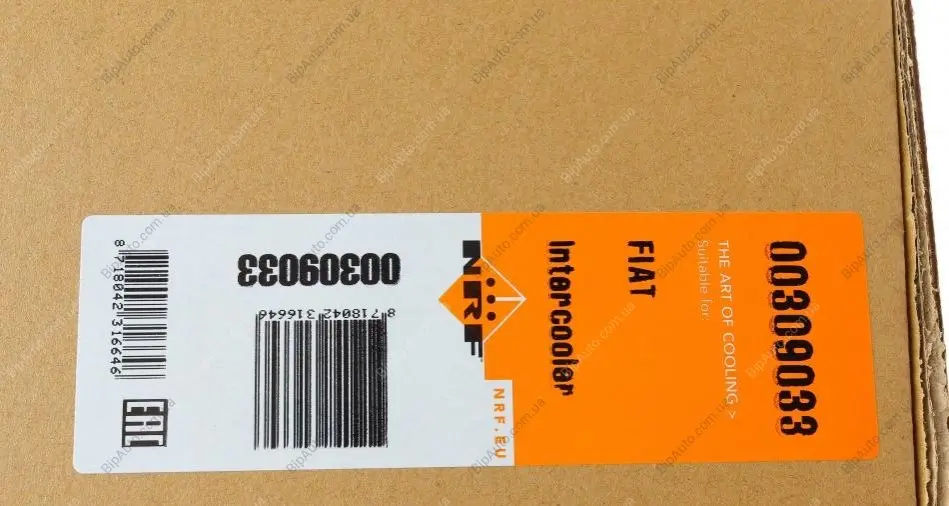 00309033
THE ART OF COOLING >
Suitable for:
FIAT
Intercooler
NRF
NRF.EU
00309033
8 718042 316646
8 718042 316646
EAC
BipAuto.com.ua